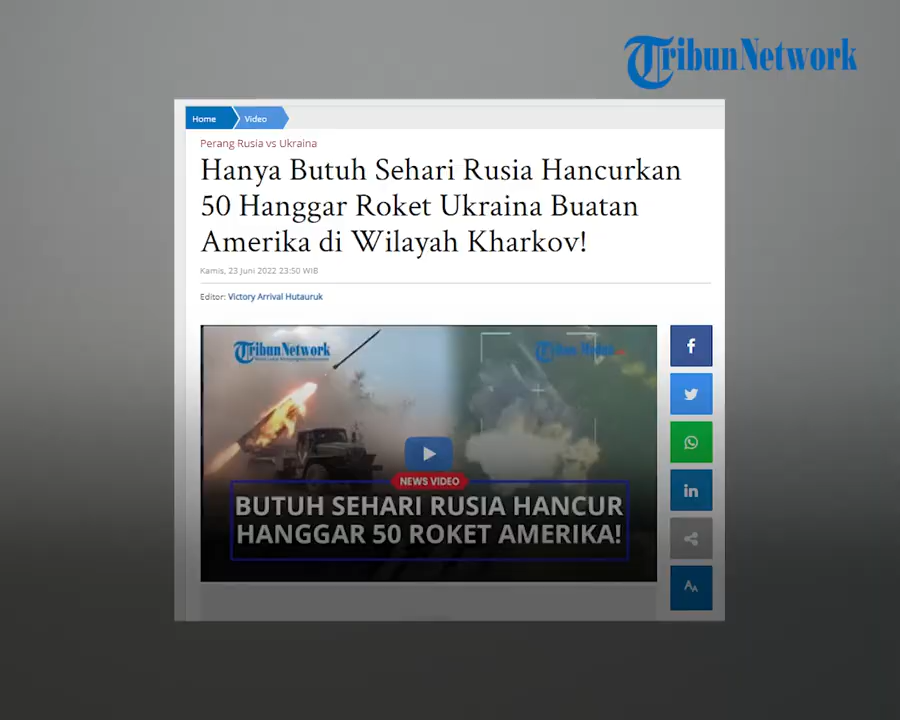 TribunNetwork
Home
Video
Perang Rusia vs Ukraina
Hanya Butuh Sehari Rusia Hancurkan
50 Hanggar Roket Ukraina Buatan
Amerika di Wilayah Kharkov!
Kamis, 23 Juni 2022 23:50 WIB
Editor: Victory Arrival Hutauruk
TribunNetwork
Tribun Medan
NEWS VIDEO
BUTUH SEHARI RUSIA HANCUR
HANGGAR 50 ROKET AMERIKA!